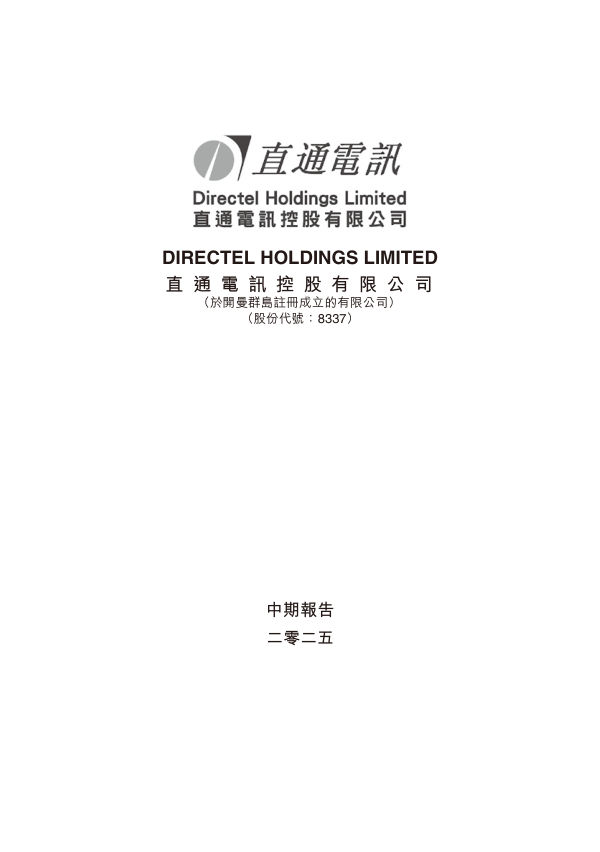 直通電訊
Directel Holdings Limited
直通電訊控股有限公司
DIRECTEL HOLDINGS LIMITED
直通電訊控股有限公司
（於開曼群島註冊成立的有限公司）
（股份代號：8337）
中期報告
二零二五